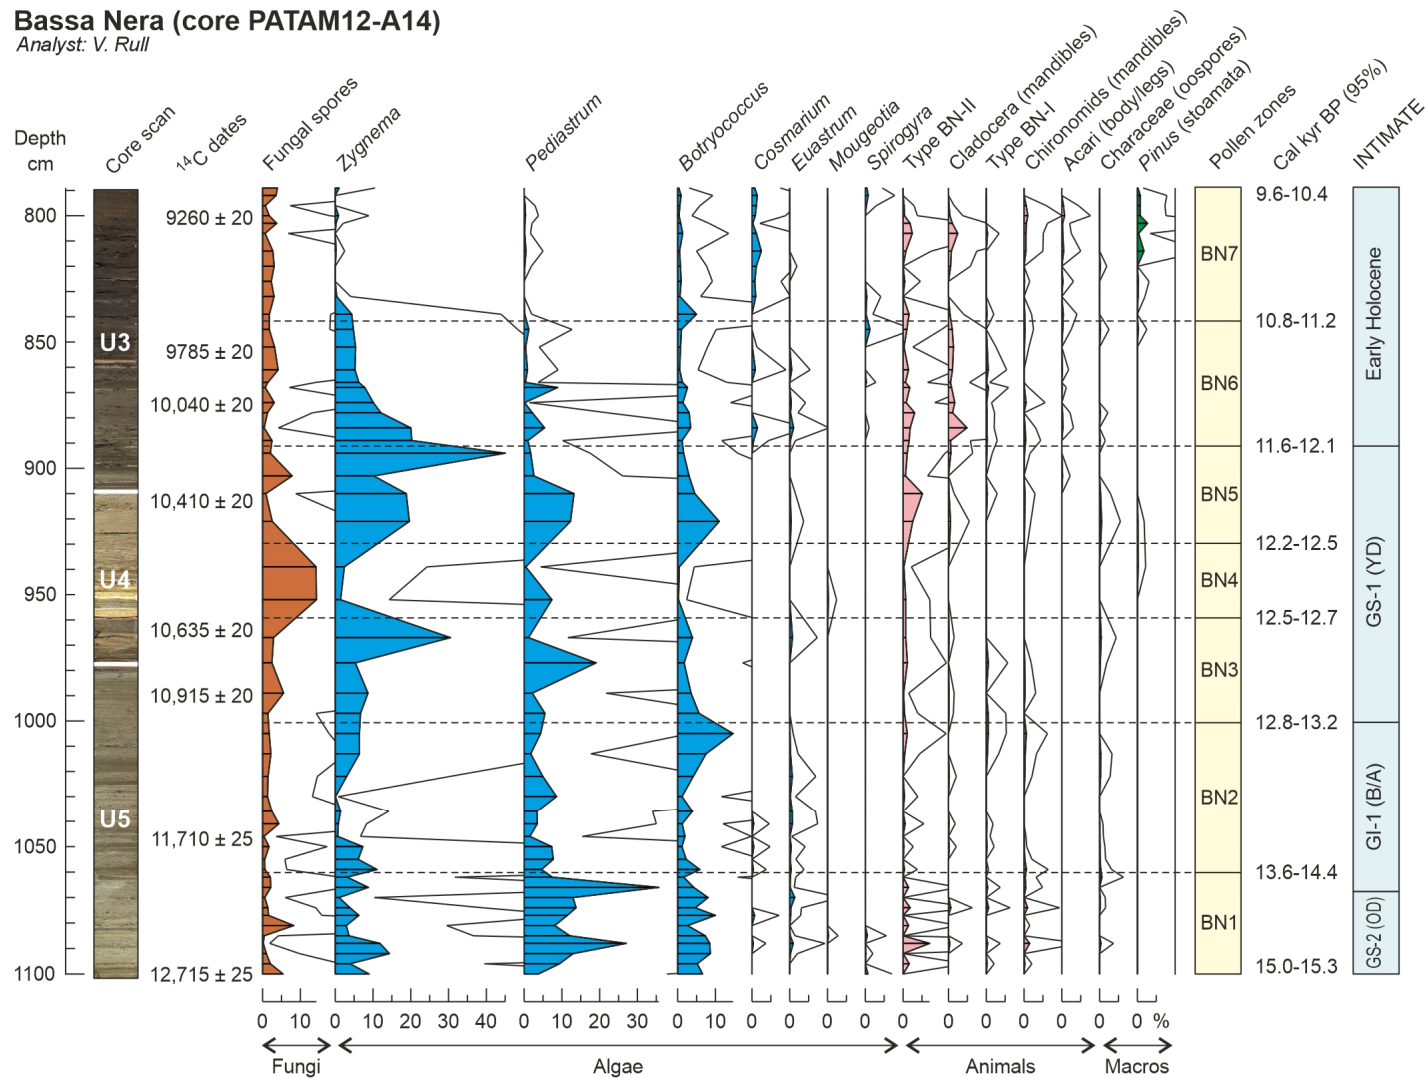 Bassa Nera (core PATAM12-A14)
Analyst: V. Rull
Depth
cm
Core scan
14C dates
Fungal spores
Zygnema
Pediastrum
Botryococcus
Cosmarium
Euastrum
Mougeotia
Spirogyra
Type BN-II
Cladocera (mandibles)
Type BN-I
Chironomids (mandibles)
Acari (body/legs)
Characeae (oospores)
Pinus (stoamata)
Pollen zones
Cal kyr BP (95%)
INTIMATE
800
850
900
950
1000
1050
1100
U3
U4
U5
9260 ± 20
9785 ± 20
10,040 ± 20
10,410 ± 20
10,635 ± 20
10,915 ± 20
11,710 ± 25
12,715 ± 25
BN7
BN6
BN5
BN4
BN3
BN2
BN1
9.6-10.4
10.8-11.2
11.6-12.1
12.2-12.5
12.5-12.7
12.8-13.2
13.6-14.4
15.0-15.3
Early Holocene
GS-1 (YD)
GI-1 (B/A)
GS-2 (OD)
0 10 0 10 20 30 40 0 10 20 30 0 10 0 0 0 0 0 0 0 0 0 0 0 %
Fungi Algae Animals Macros